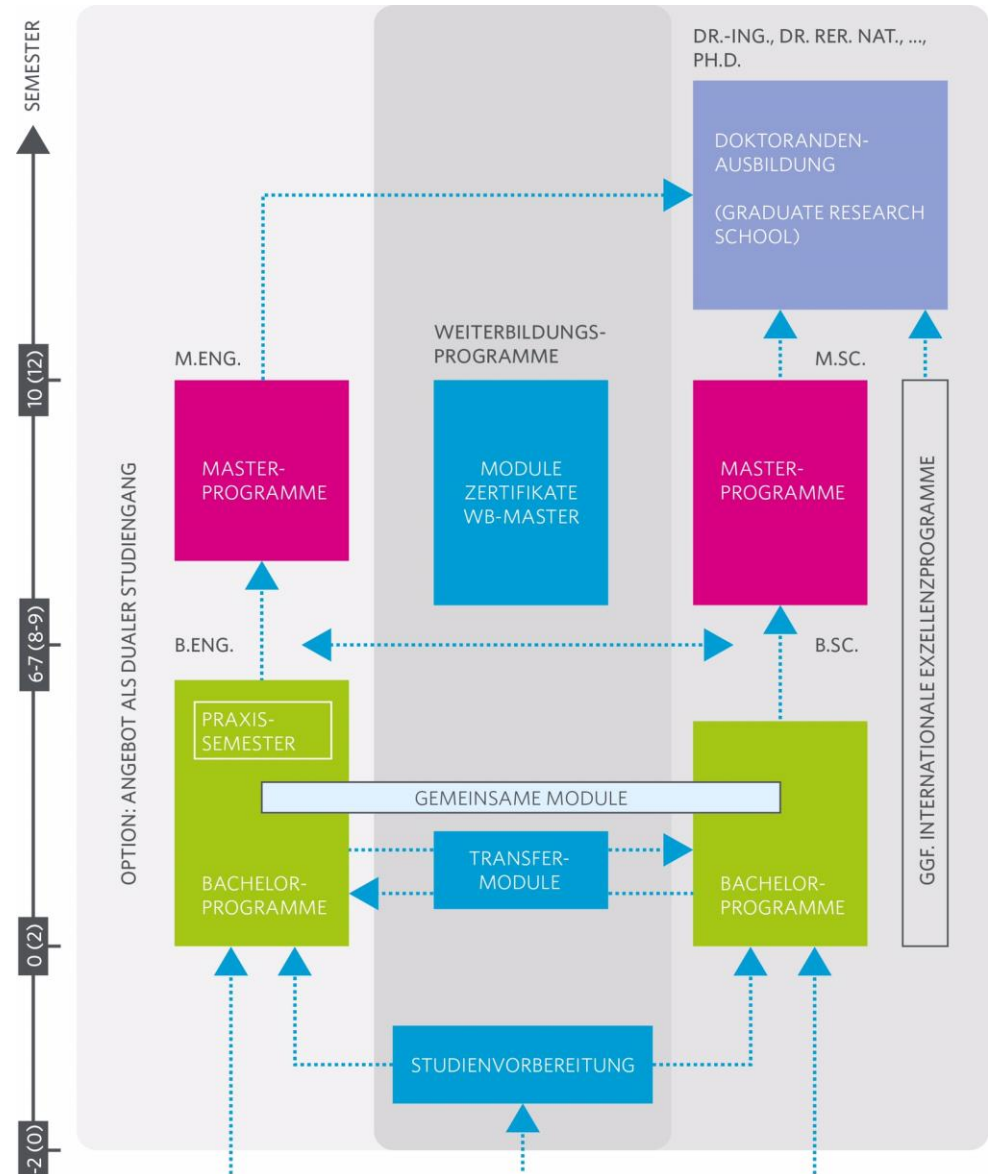 SEMESTER
DR.-ING., DR. RER. NAT., ...,
PH.D.
DOKTORANDEN-
AUSBILDUNG
(GRADUATE RESEARCH
SCHOOL)
WEITERBILDUNGS-
PROGRAMME
M.ENG.
M.SC.
10 (12)
MASTER-
PROGRAMME
MODULE
ZERTIFIKATE
WB-MASTER
MASTER-
PROGRAMME
OPTION: ANGEBOT ALS DUALER STUDIENGANG
GGF. INTERNATIONALE EXZELLENZPROGRAMME
6-7 (8-9)
B.ENG.
B.SC.
PRAXIS-
SEMESTER
GEMEINSAME MODULE
TRANSFER-
MODULE
BACHELOR-
PROGRAMME
BACHELOR-
PROGRAMME
0 (2)
STUDIENVORBEREITUNG
-2 (0)